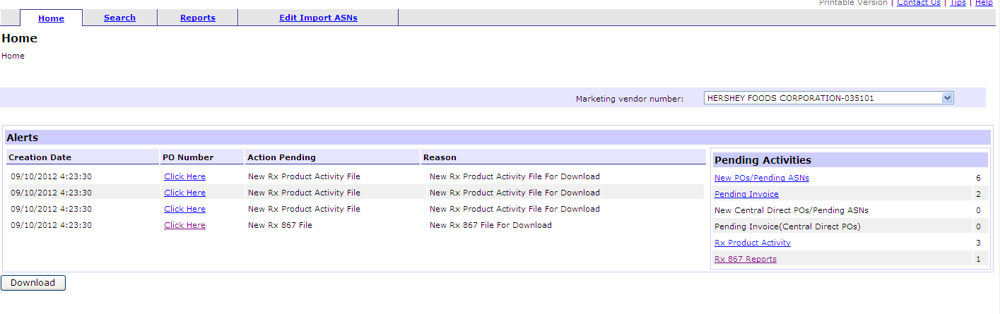 Printable Version | Contact Us | Tips | Help
Home Search Reports Edit Import ASNs
Home
Home
Marketing vendor number: HERSHEY FOODS CORPORATION-035101
Alerts
Creation Date PO Number Action Pending Reason
09/10/2012 4:23:30 Click Here New Rx Product Activity File New Rx Product Activity File For Download
09/10/2012 4:23:30 Click Here New Rx Product Activity File New Rx Product Activity File For Download
09/10/2012 4:23:30 Click Here New Rx Product Activity File New Rx Product Activity File For Download
09/10/2012 4:23:30 Click Here New Rx 867 File New Rx 867 File For Download
Pending Activities
New POs/Pending ASNs 6
Pending Invoice 2
New Central Direct POs/Pending ASNs 0
Pending Invoice(Central Direct POs) 0
Rx Product Activity 3
Rx 867 Reports 1
Download